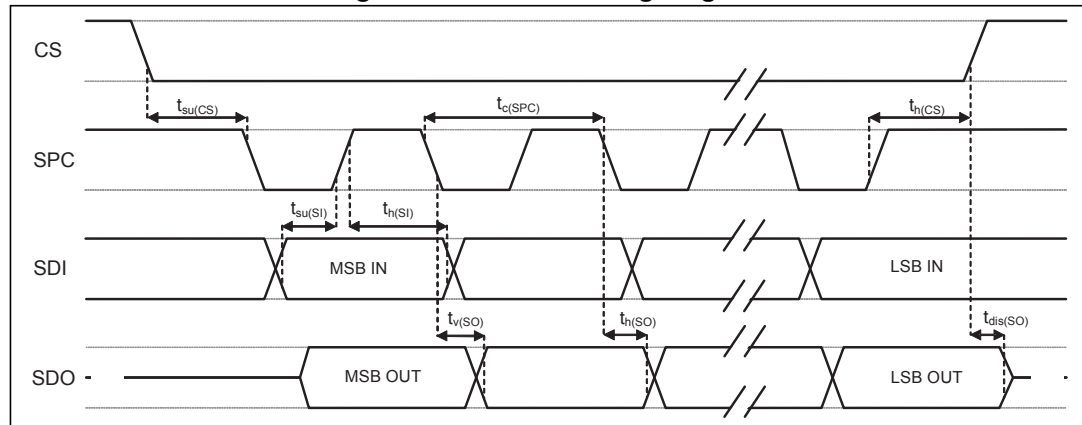 CS
t_su(CS)
t_c(SPC)
t_h(CS)
SPC
t_su(SI)
t_h(SI)
SDI
MSB IN
LSB IN
t_v(SO)
t_h(SO)
t_dis(SO)
SDO
MSB OUT
LSB OUT